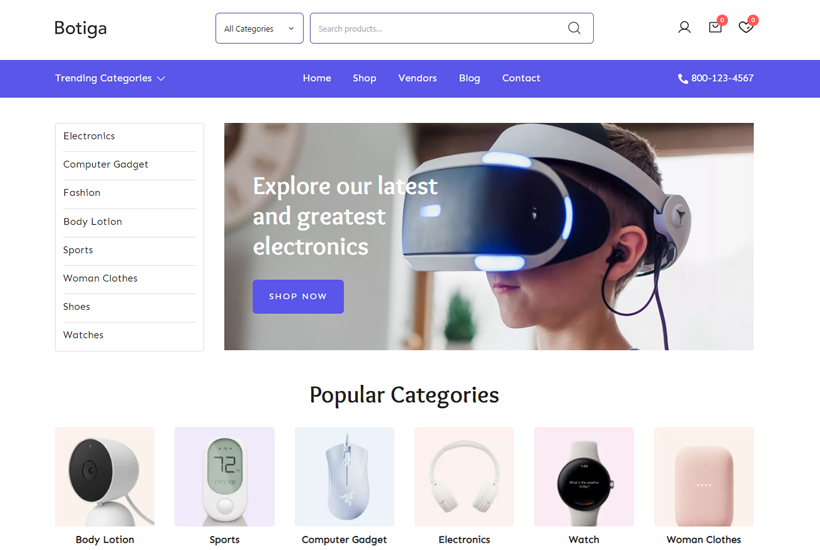 Botiga
All Categories
Search products...
0
0
Trending Categories
Home
Shop
Vendors
Blog
Contact
800-123-4567
Electronics
Computer Gadget
Fashion
Body Lotion
Sports
Woman Clothes
Shoes
Watches
Explore our latest
and greatest
electronics
SHOP NOW
Popular Categories
72
Body Lotion
Sports
Computer Gadget
Electronics
Watch
Woman Clothes